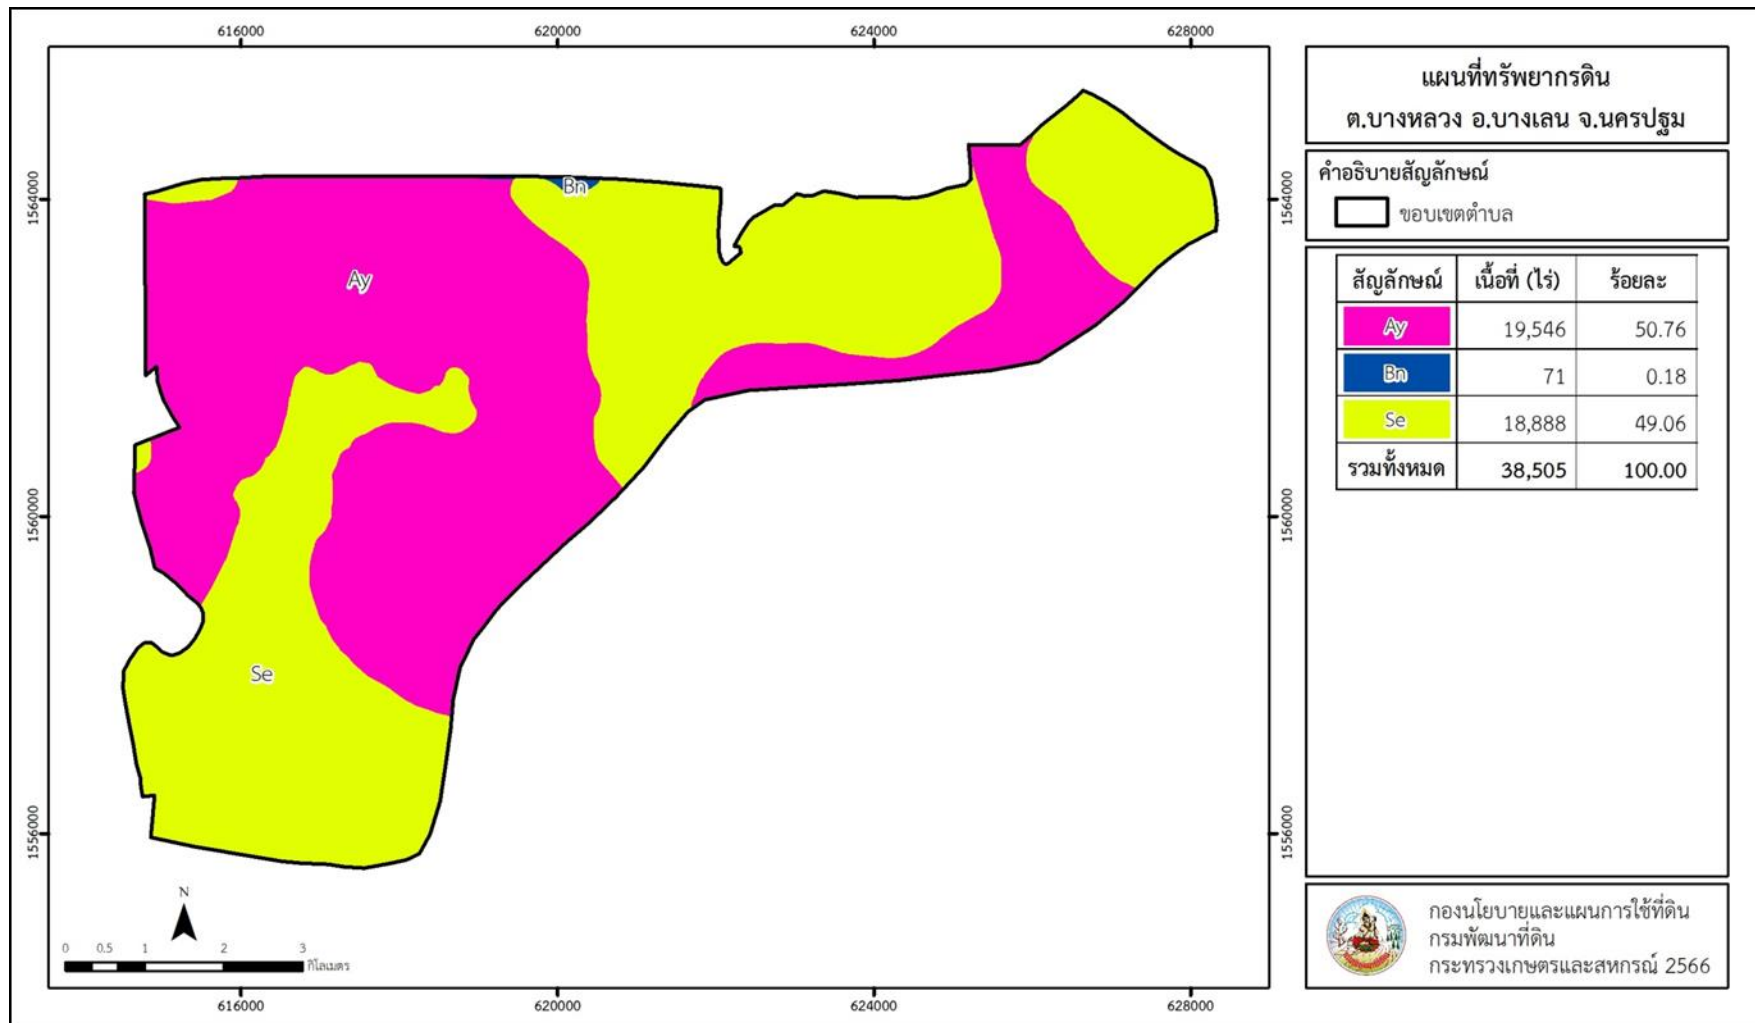 616000 620000 624000 628000
1564000
1560000
1556000
1564000
1560000
1556000
Bn
Ay
Se
N
0 0.5 1 2 3
กิโลเมตร
616000 620000 624000 628000
แผนที่ทรัพยากรดิน
ต.บางหลวง อ.บางเลน จ.นครปฐม
คำอธิบายสัญลักษณ์
ขอบเขตตำบล
สัญลักษณ์ เนื้อที่ (ไร่) ร้อยละ
Ay 19,546 50.76
Bn 71 0.18
Se 18,888 49.06
รวมทั้งหมด 38,505 100.00
กองนโยบายและแผนการใช้ที่ดิน
กรมพัฒนาที่ดิน
กระทรวงเกษตรและสหกรณ์ 2566